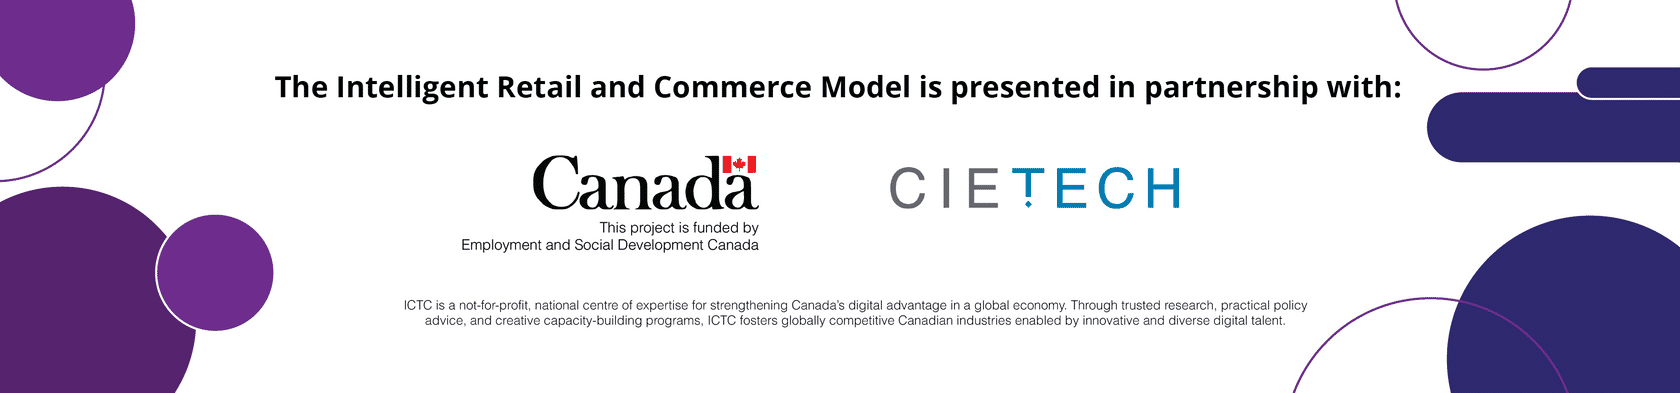 The Intelligent Retail and Commerce Model is presented in partnership with:
Canada
This project is funded by
Employment and Social Development Canada
CIETECH
ICTC is a not-for-profit, national centre of expertise for strengthening Canada's digital advantage in a global economy. Through trusted research, practical policy
advice, and creative capacity-building programs, ICTC fosters globally competitive Canadian industries enabled by innovative and diverse digital talent.